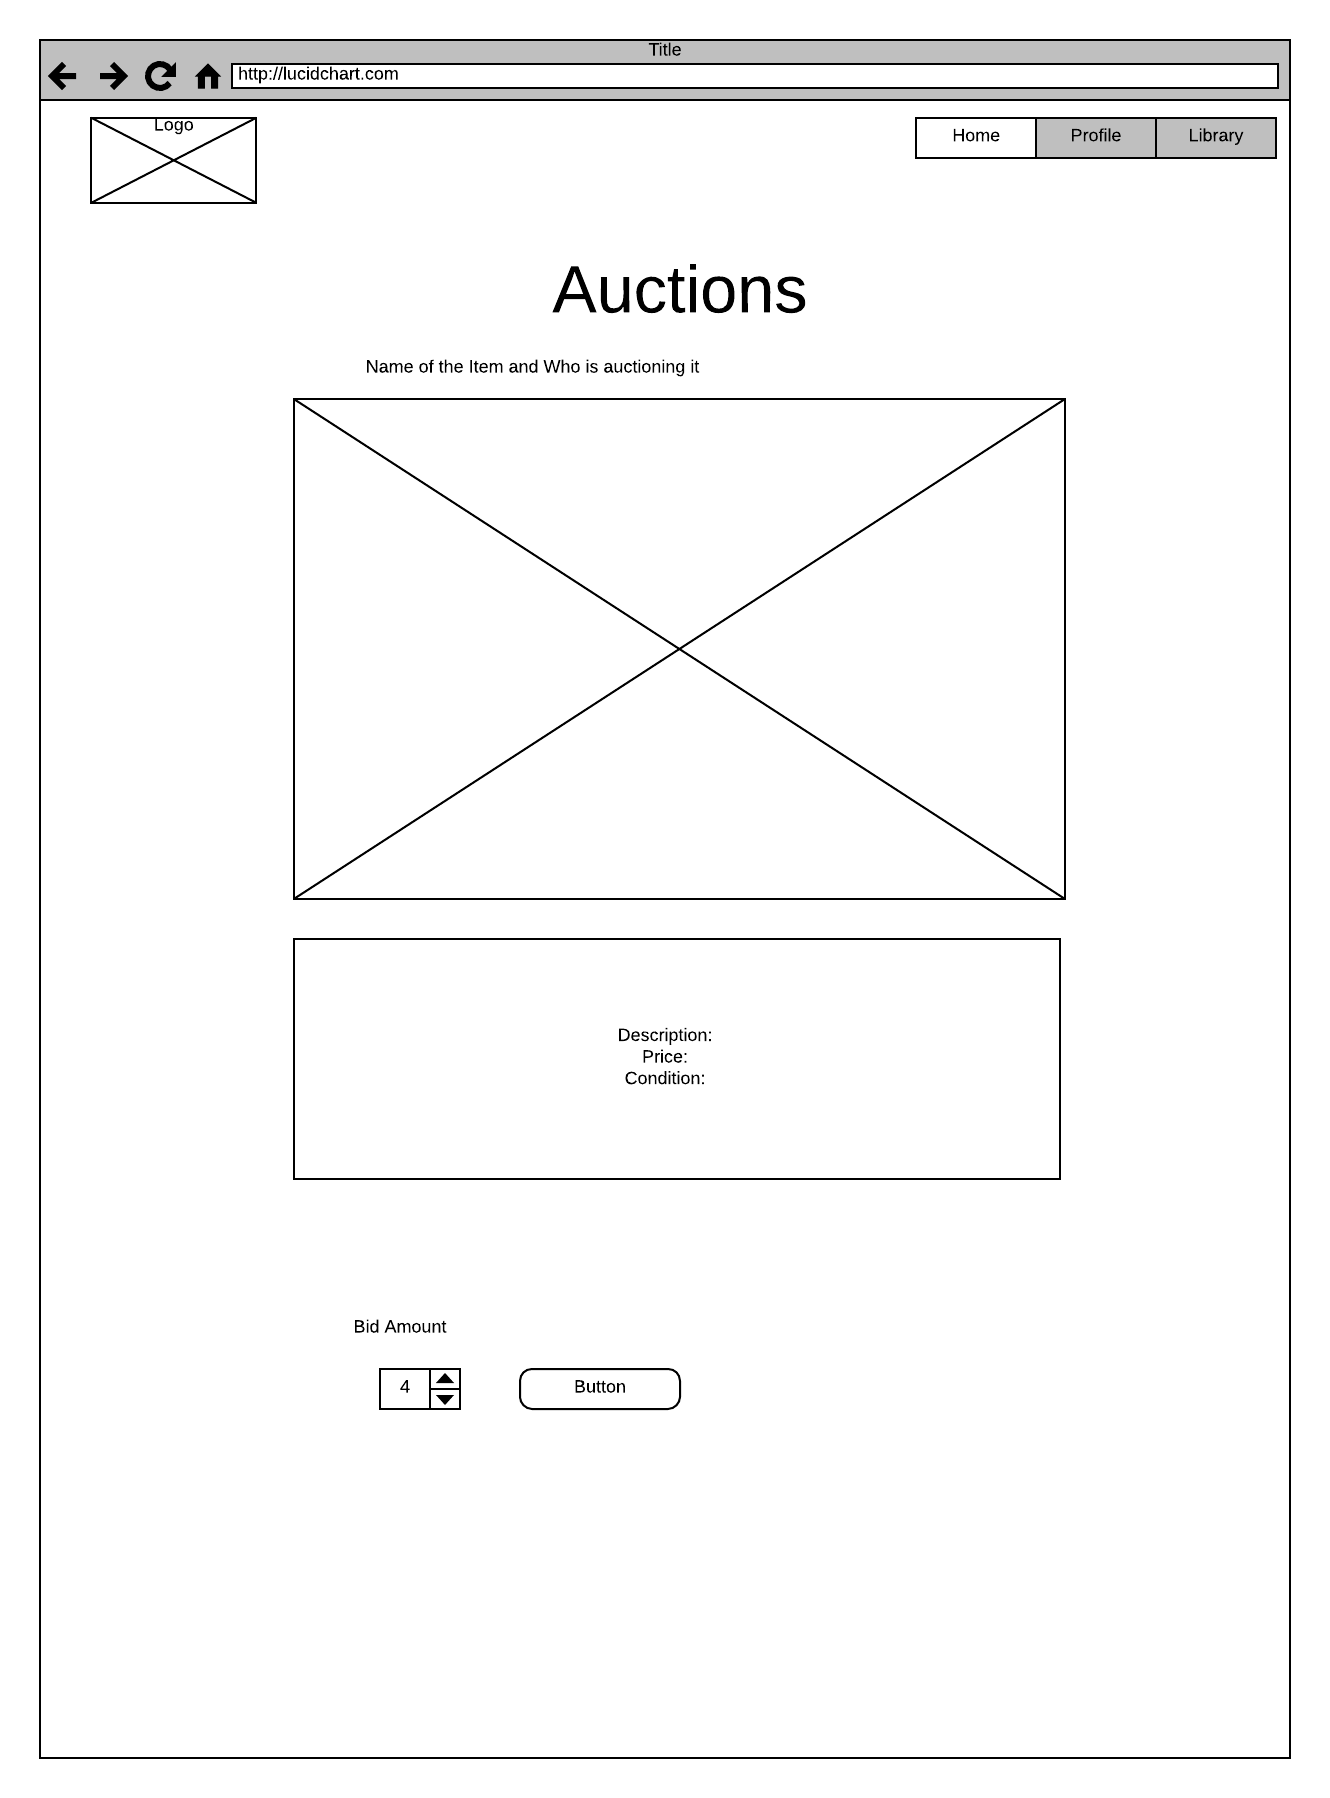 Title
http://lucidchart.com
Logo
Home Profile Library
Auctions
Name of the Item and Who is auctioning it
Description:
Price:
Condition:
Bid Amount
4
Button